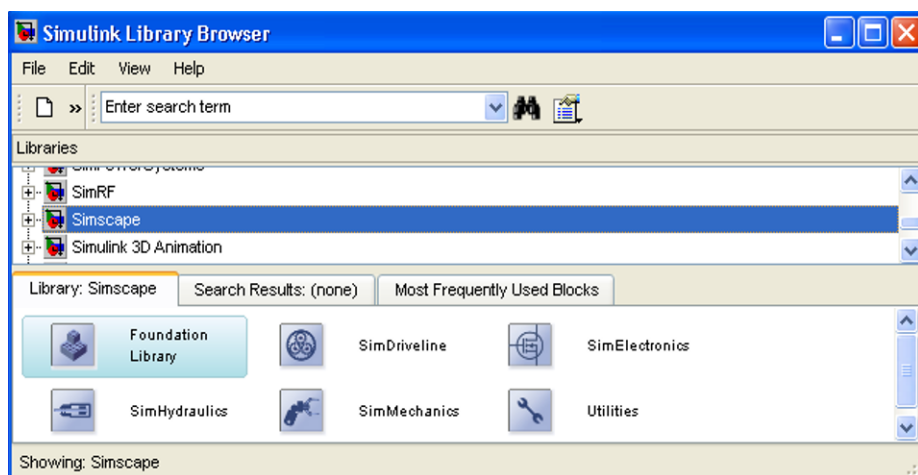 Simulink Library Browser
File Edit View Help
» Enter search term
Libraries
SimPowerSystems
SimRF
Simscape
Simulink 3D Animation
Library: Simscape Search Results: (none) Most Frequently Used Blocks
Foundation
Library
SimDriveline
SimElectronics
SimHydraulics
SimMechanics
Utilities
Showing: Simscape